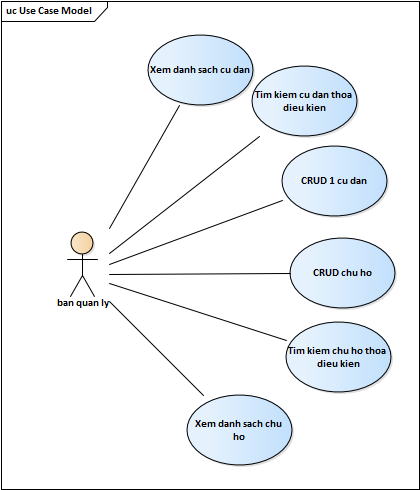 uc Use Case Model
Xem danh sach cu dan
Tim kiem cu dan thoa
dieu kien
CRUD 1 cu dan
CRUD chu ho
ban quan ly
Tim kiem chu ho thoa
dieu kien
Xem danh sach chu
ho